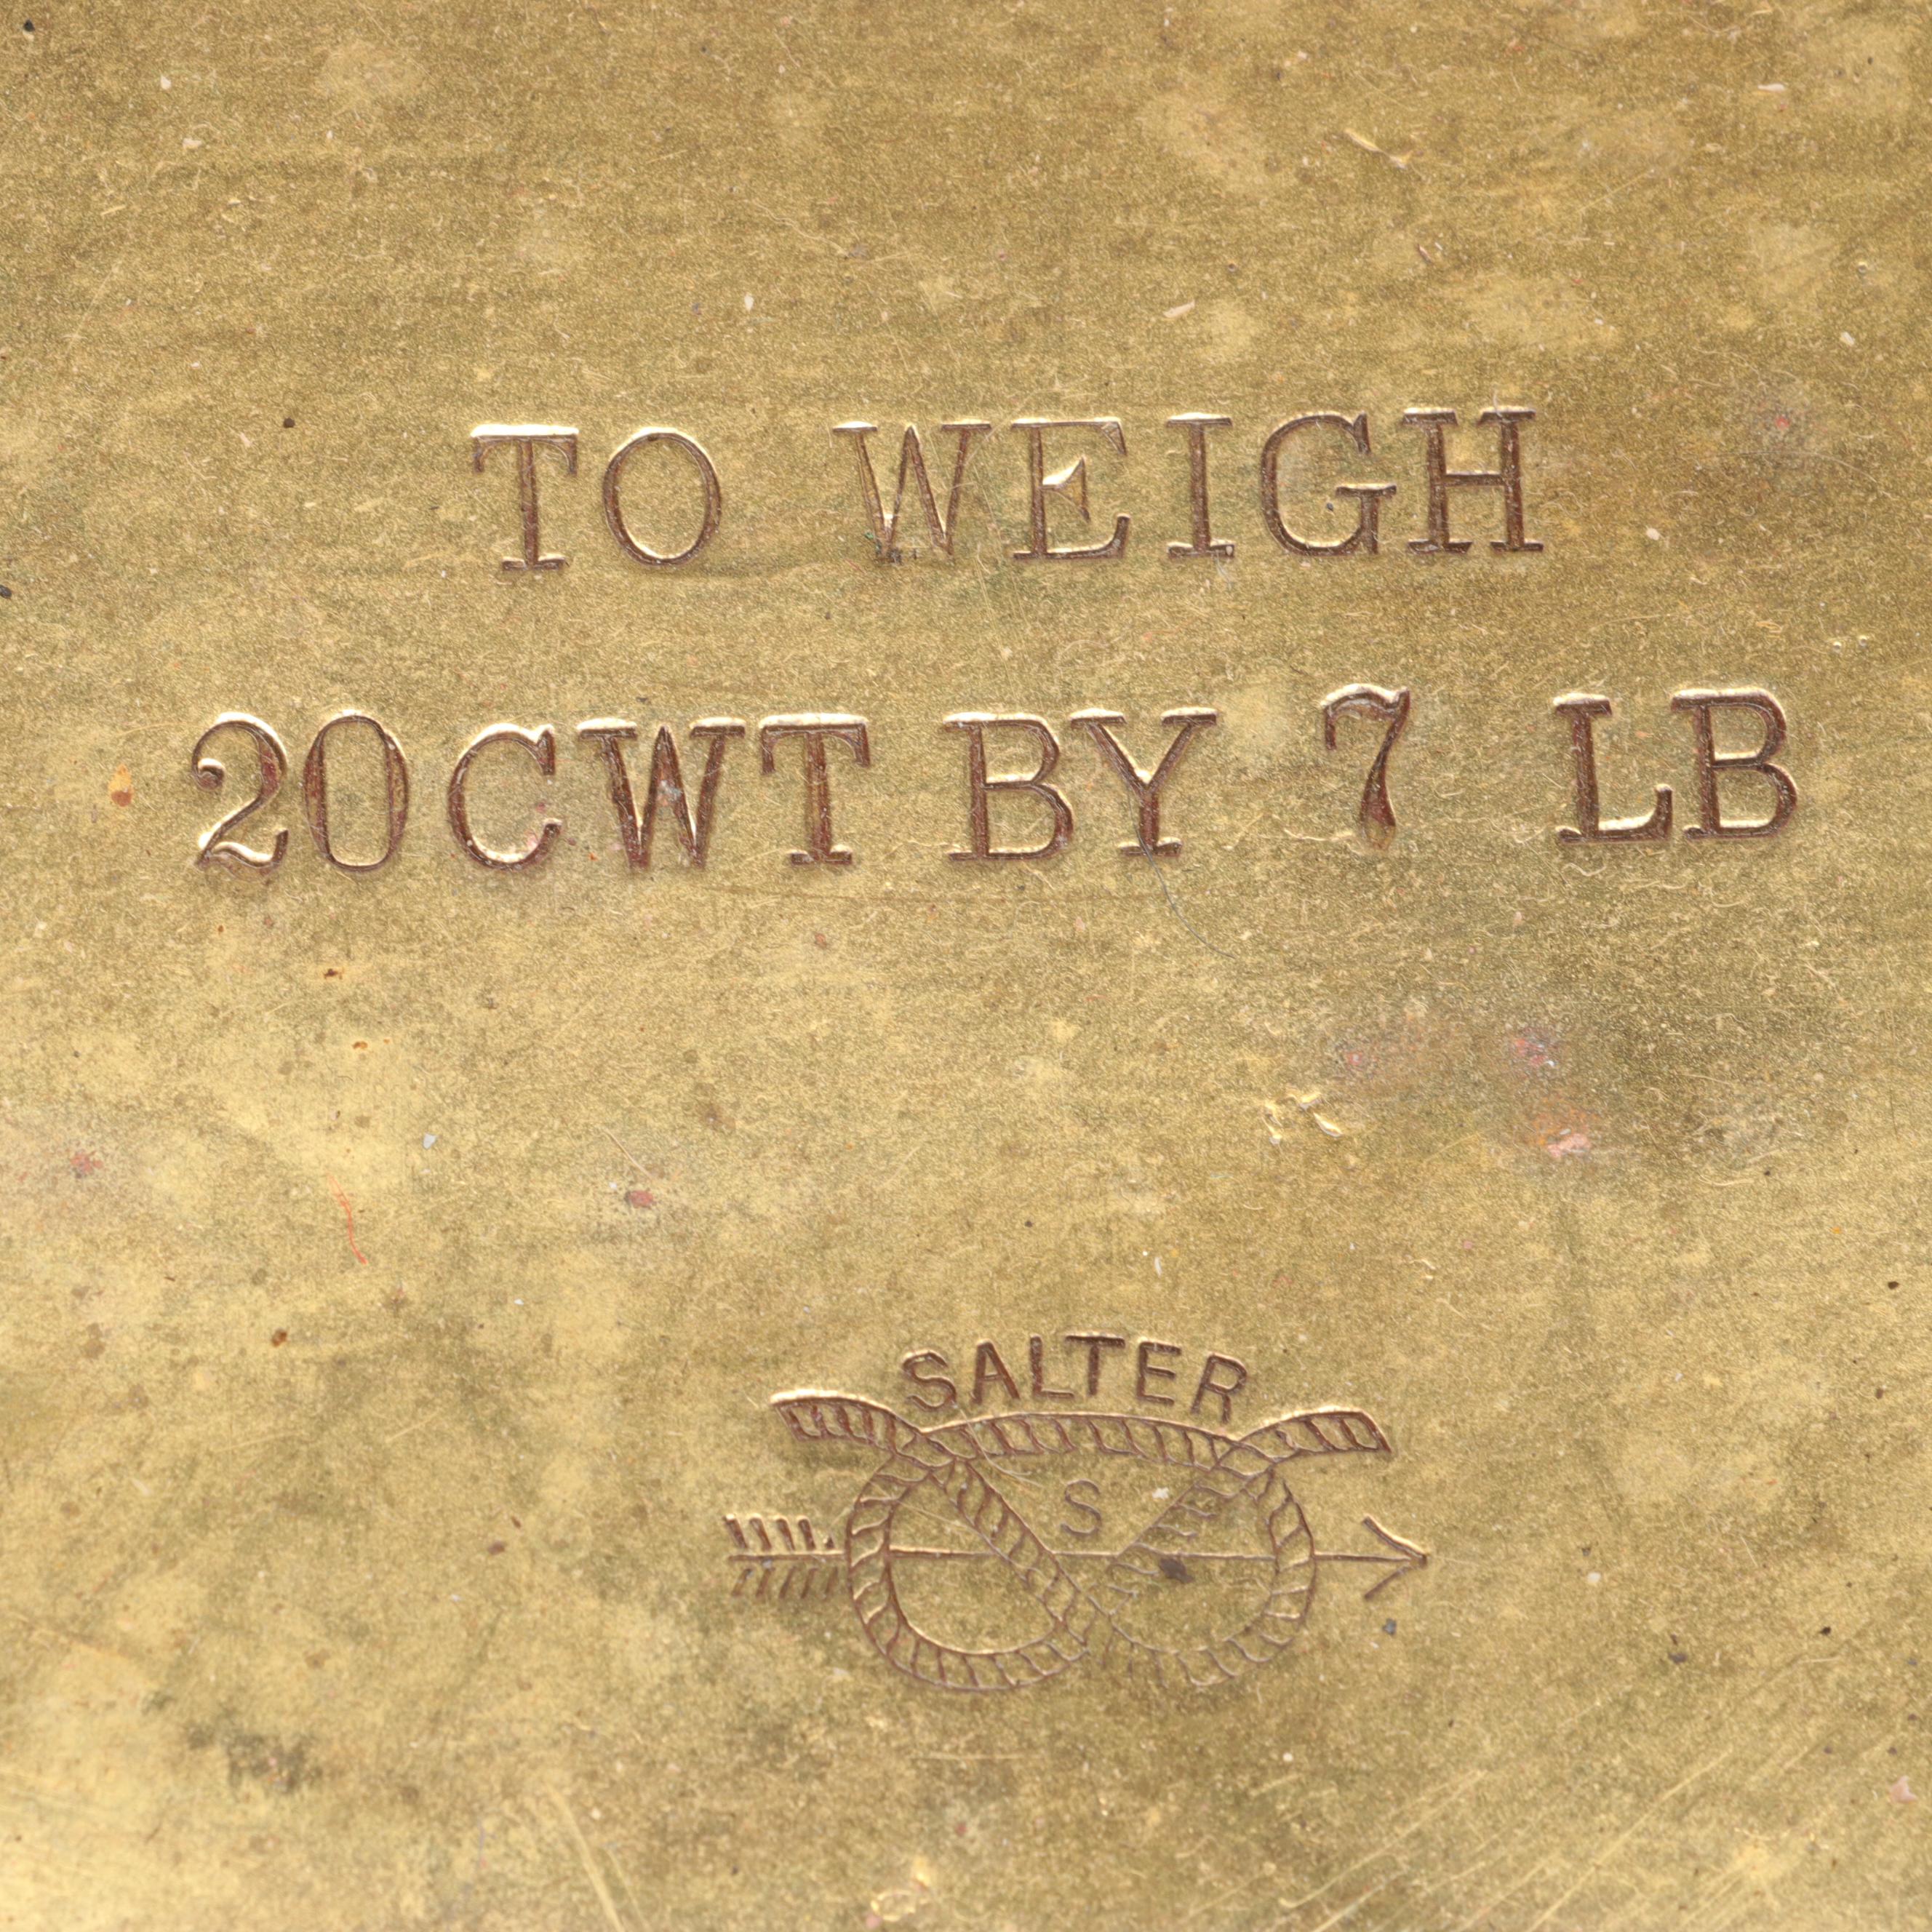 TO WEIGH
20CWT BY 7 LB
SALTER
S